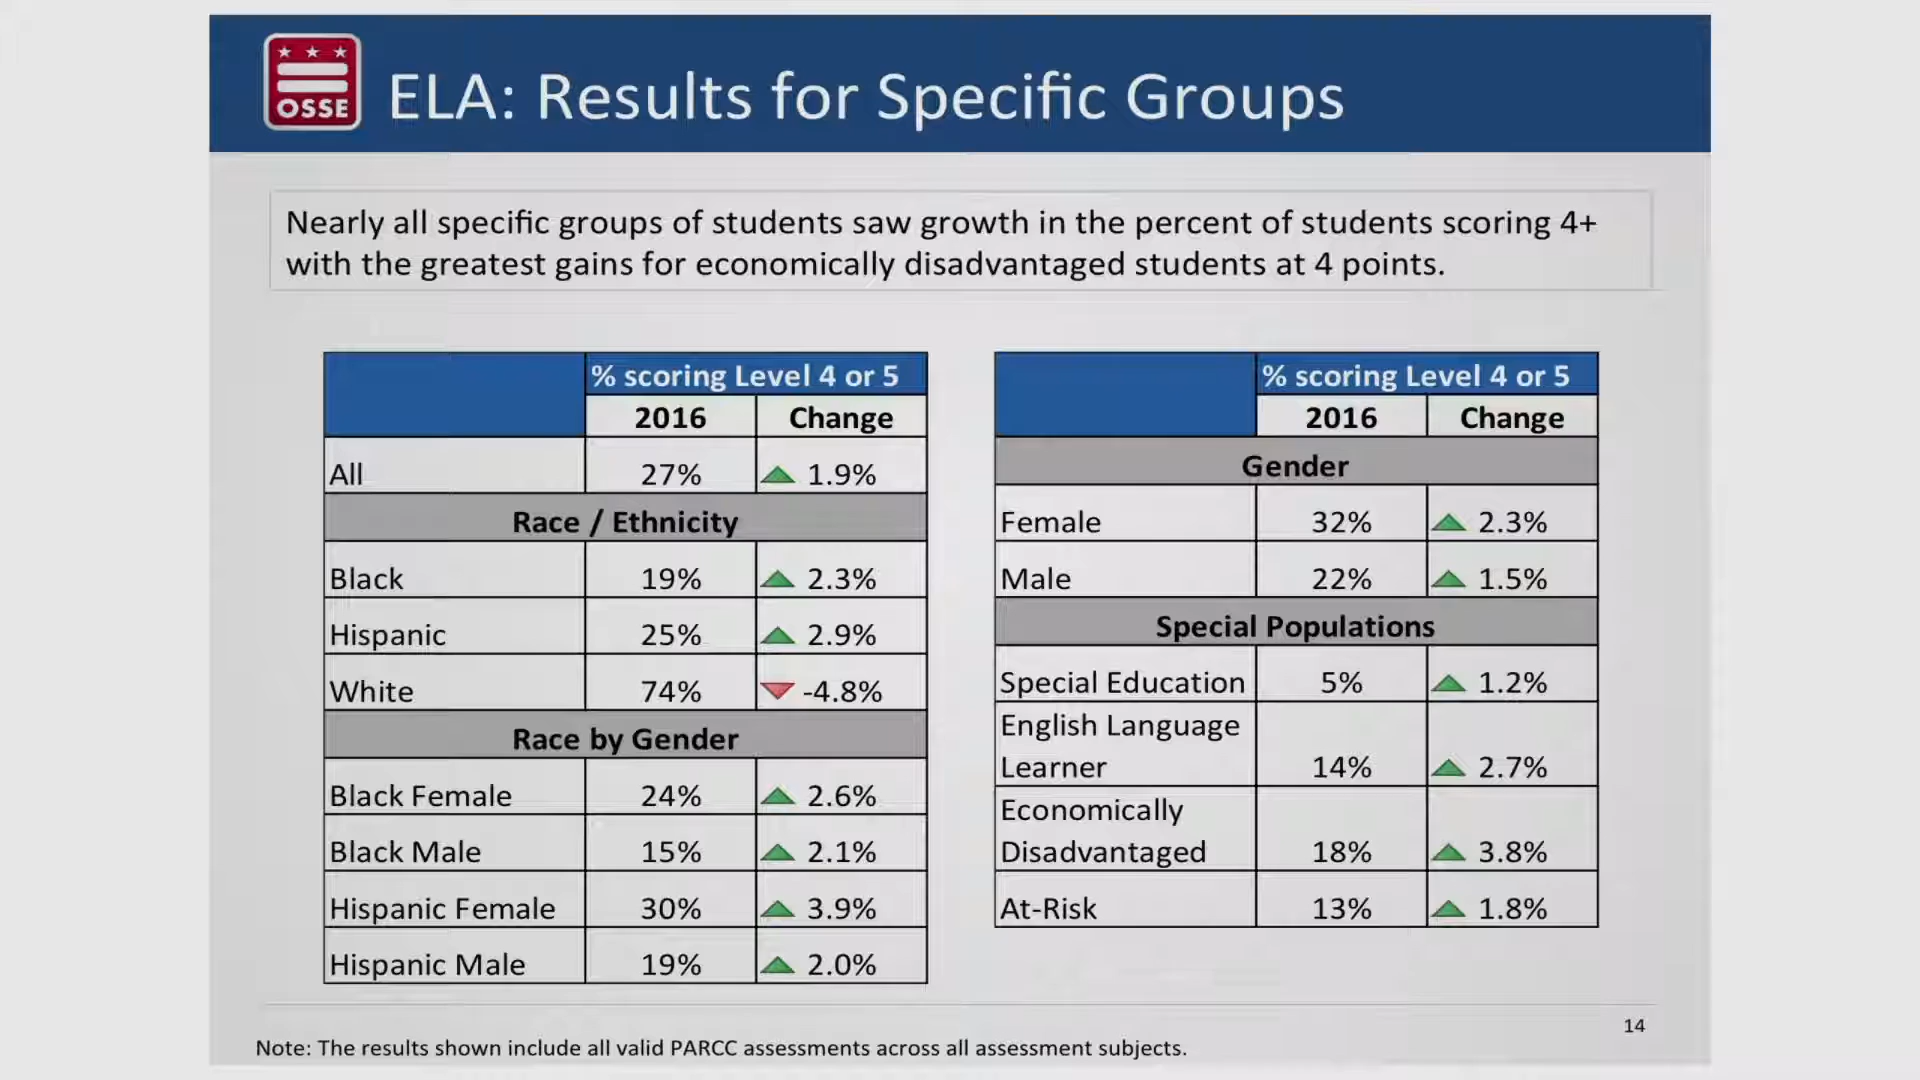 OSSE
ELA: Results for Specific Groups
Nearly all specific groups of students saw growth in the percent of students scoring 4+
with the greatest gains for economically disadvantaged students at 4 points.
% scoring Level 4 or 5
2016 Change
All 27% 1.9%
Race / Ethnicity
Black 19% 2.3%
Hispanic 25% 2.9%
White 74% -4.8%
Race by Gender
Black Female 24% 2.6%
Black Male 15% 2.1%
Hispanic Female 30% 3.9%
Hispanic Male 19% 2.0%
% scoring Level 4 or 5
2016 Change
Gender
Female 32% 2.3%
Male 22% 1.5%
Special Populations
Special Education 5% 1.2%
English Language
Learner 14% 2.7%
Economically
Disadvantaged 18% 3.8%
At-Risk 13% 1.8%
14
Note: The results shown include all valid PARCC assessments across all assessment subjects.